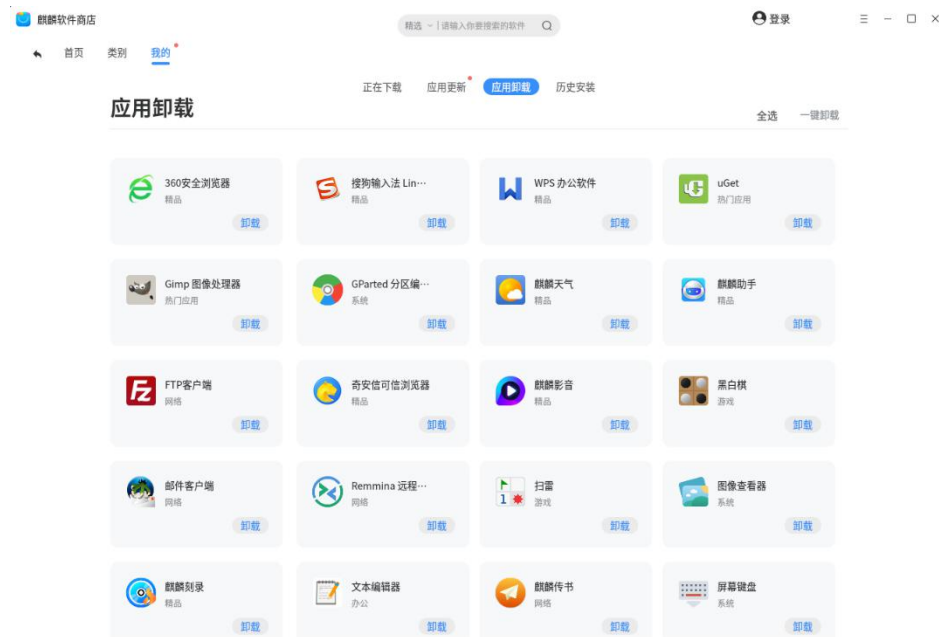 麒麟软件商店
精选 请输入你要搜索的软件
登录
首页 类别 我的
正在下载 应用更新 应用卸载 历史安装
应用卸载
全选 一键卸载
360安全浏览器 搜狗输入法 Lin··· WPS 办公软件 uGet
精品 精品 精品 热门应用
卸载 卸载 卸载 卸载
Gimp 图像处理器 GParted 分区编··· 麒麟天气 麒麟助手
热门应用 系统 精品 精品
卸载 卸载 卸载 卸载
FTP客户端 奇安信可信浏览器 麒麟影音 黑白棋
网络 精品 精品 游戏
卸载 卸载 卸载 卸载
邮件客户端 Remmina 远程··· 扫雷 图像查看器
网络 网络 游戏 系统
卸载 卸载 卸载 卸载
麒麟刻录 文本编辑器 麒麟传书 屏幕键盘
精品 办公 网络 系统
卸载 卸载 卸载 卸载